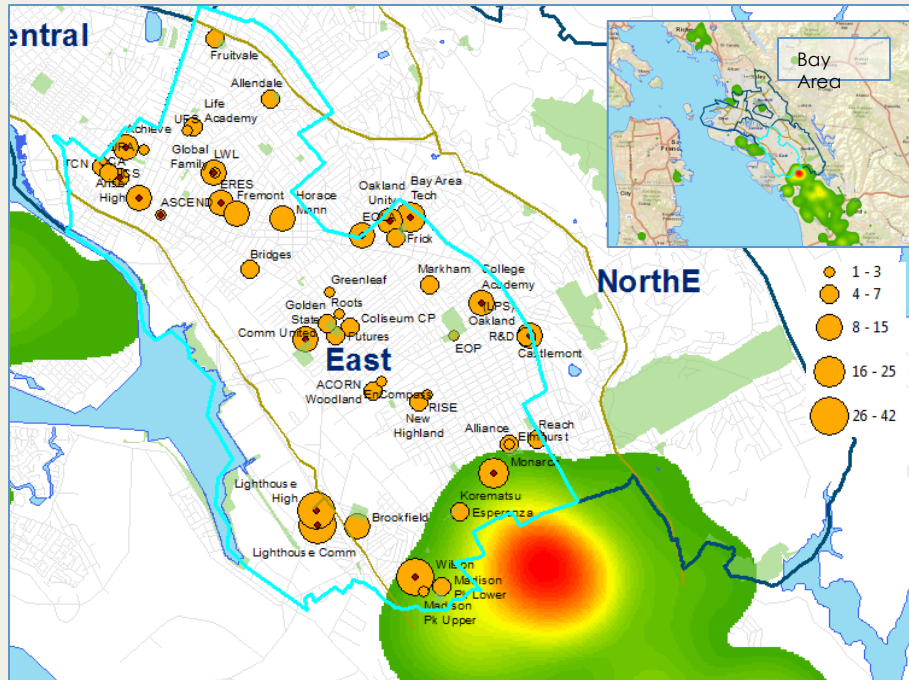 entral
Fruitvale
Allendale
Life
Academy
UFS
Achieve
Global
Family
LWL
TCN
High
ASCEND
ERES
Fremont
Horace
Mann
Oakland
Unity
Bay Area
Tech
Frick
Bridges
Greenleaf
Markham
College
Academy
(UPS)
Oakland
R&D
Castlemont
Golden
State
Roots
Coliseum CP
Comm United
Futures
EOP
East
ACORN
Woodland
EnCompass
RISE
New
Highland
Alliance
Reach
Elmhurst
Monarch
Korematsu
Esperanza
Lighthouse
High
Brookfield
Lighthouse Comm
Wilson
Madison
Pk Lower
Madison
Pk Upper
NorthE
Bay
Area
1 - 3
4 - 7
8 - 15
16 - 25
26 - 42